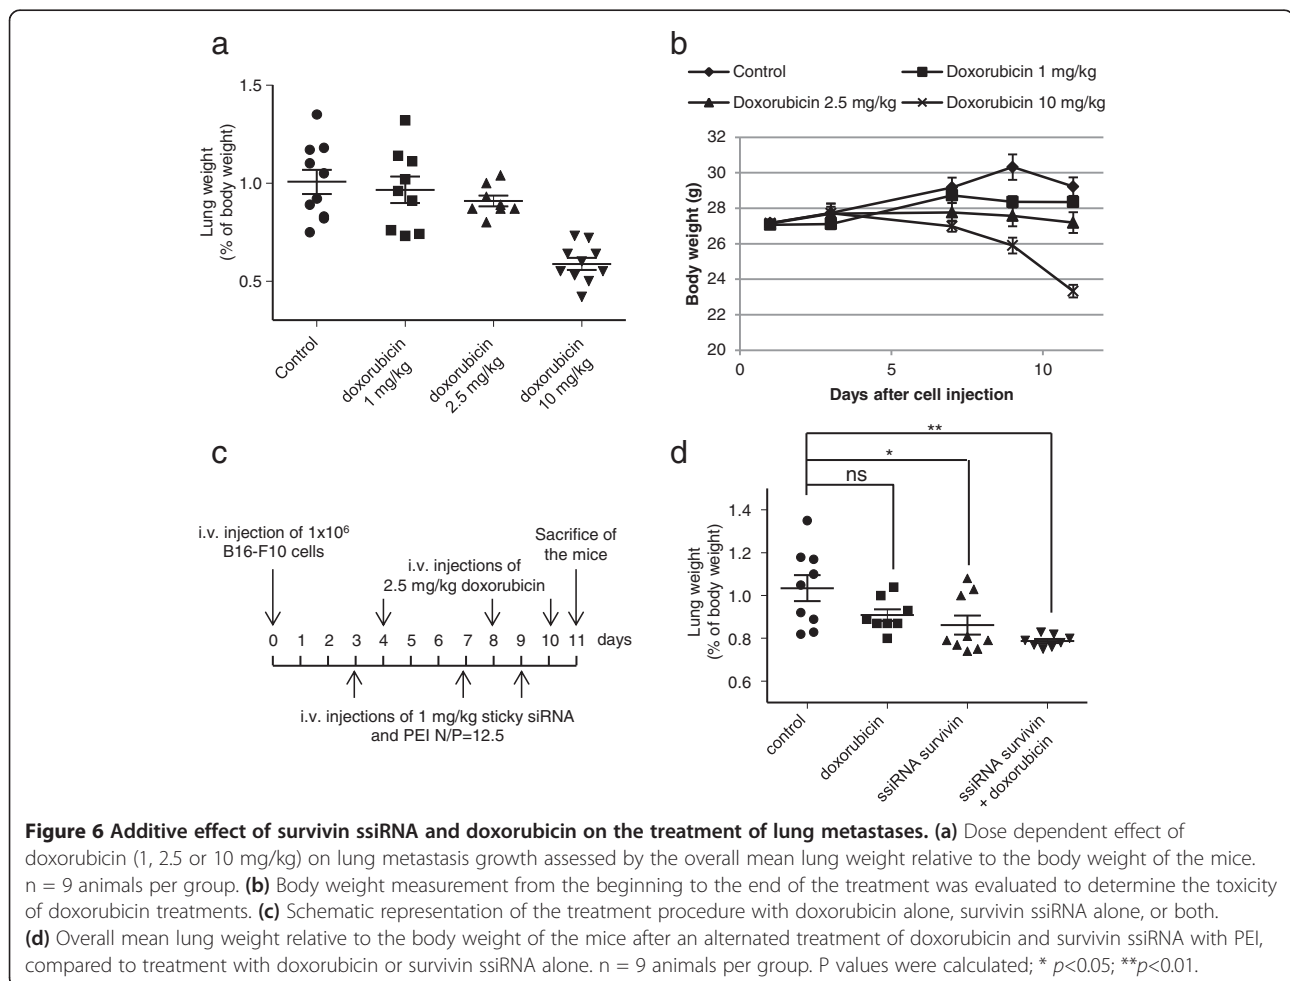 a
1.5
1.0
0.5
Lung weight
(% of body weight)
Control
doxorubicin
1 mg/kg
doxorubicin
2.5 mg/kg
doxorubicin
10 mg/kg
b
Control
Doxorubicin 1 mg/kg
Doxorubicin 2.5 mg/kg
Doxorubicin 10 mg/kg
32
30
28
26
24
22
20
Body weight (g)
0
5
10
Days after cell injection
c
i.v. injection of 1x10⁶
B16-F10 cells
i.v. injections of
2.5 mg/kg doxorubicin
Sacrifice of
the mice
0 1 2 3 4 5 6 7 8 9 10 11 days
i.v. injections of 1 mg/kg sticky siRNA
and PEI N/P=12.5
d
**
*
ns
1.4
1.2
1.0
0.8
0.6
Lung weight
(% of body weight)
control
doxorubicin
ssiRNA survivin
ssiRNA survivin
+ doxorubicin
Figure 6 Additive effect of survivin ssiRNA and doxorubicin on the treatment of lung metastases. (a) Dose dependent effect of
doxorubicin (1, 2.5 or 10 mg/kg) on lung metastasis growth assessed by the overall mean lung weight relative to the body weight of the mice.
n = 9 animals per group. (b) Body weight measurement from the beginning to the end of the treatment was evaluated to determine the toxicity
of doxorubicin treatments. (c) Schematic representation of the treatment procedure with doxorubicin alone, survivin ssiRNA alone, or both.
(d) Overall mean lung weight relative to the body weight of the mice after an alternated treatment of doxorubicin and survivin ssiRNA with PEI,
compared to treatment with doxorubicin or survivin ssiRNA alone. n = 9 animals per group. P values were calculated; * p<0.05; **p<0.01.